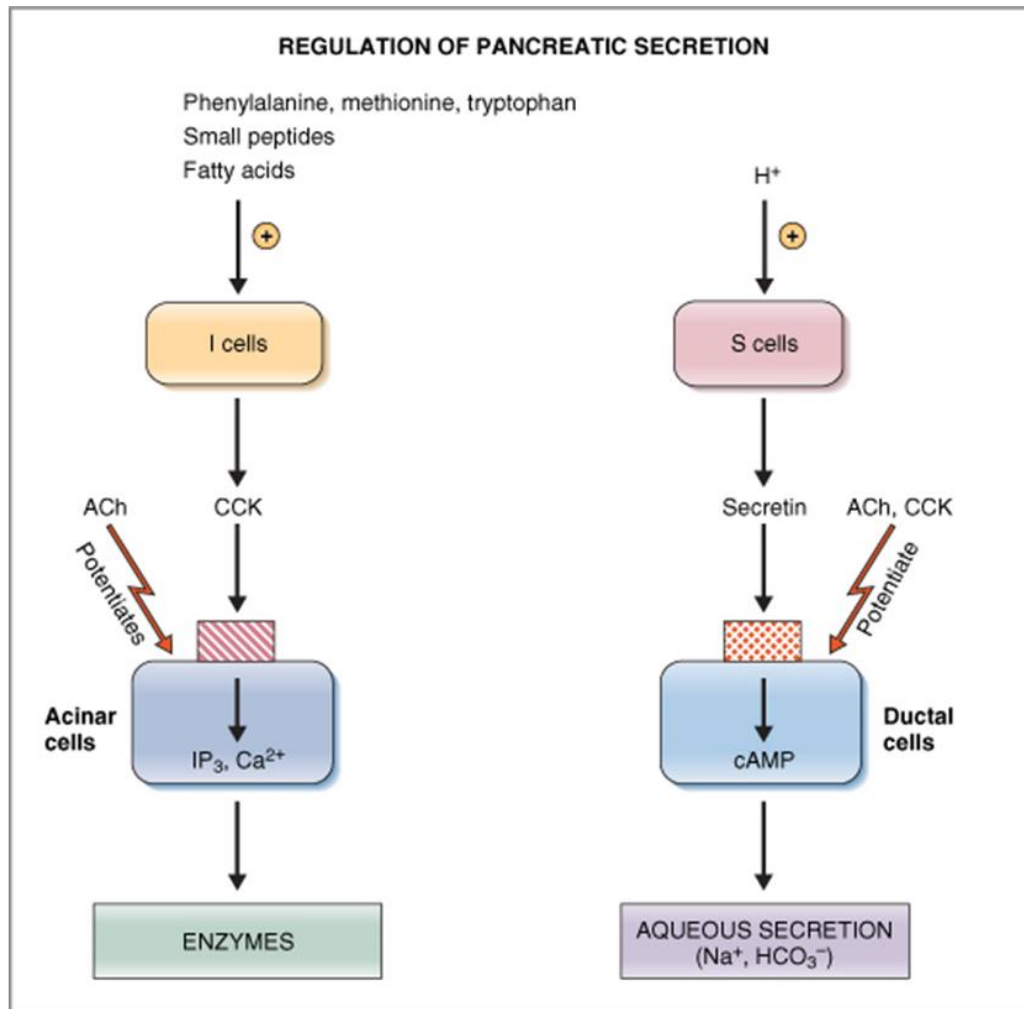 REGULATION OF PANCREATIC SECRETION
Phenylalanine, methionine, tryptophan
Small peptides
Fatty acids
H⁺
+
+
I cells
S cells
ACh
CCK
Secretin
ACh, CCK
Potentiates
Potentiate
Acinar
cells
IP₃, Ca²⁺
cAMP
Ductal
cells
ENZYMES
AQUEOUS SECRETION
(Na⁺, HCO₃⁻)